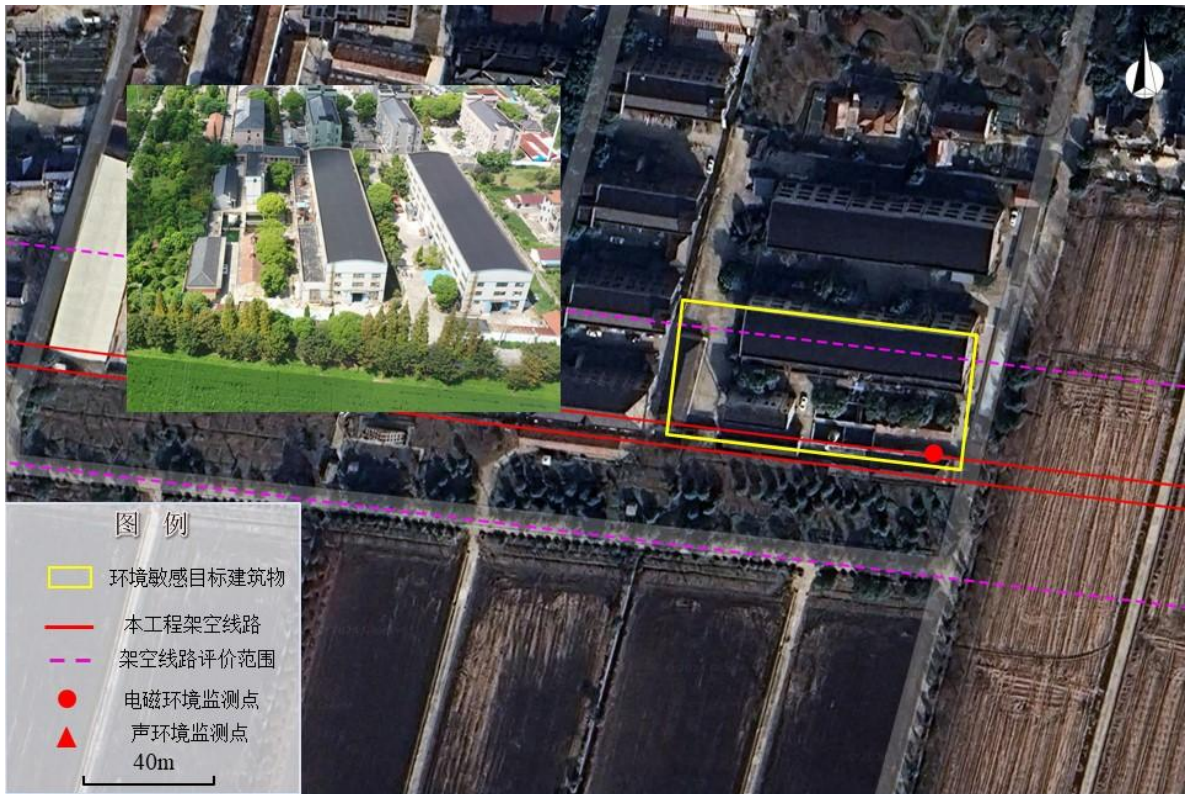 图 例
环境敏感目标建筑物
本工程架空线路
架空线路评价范围
电磁环境监测点
声环境监测点
40m